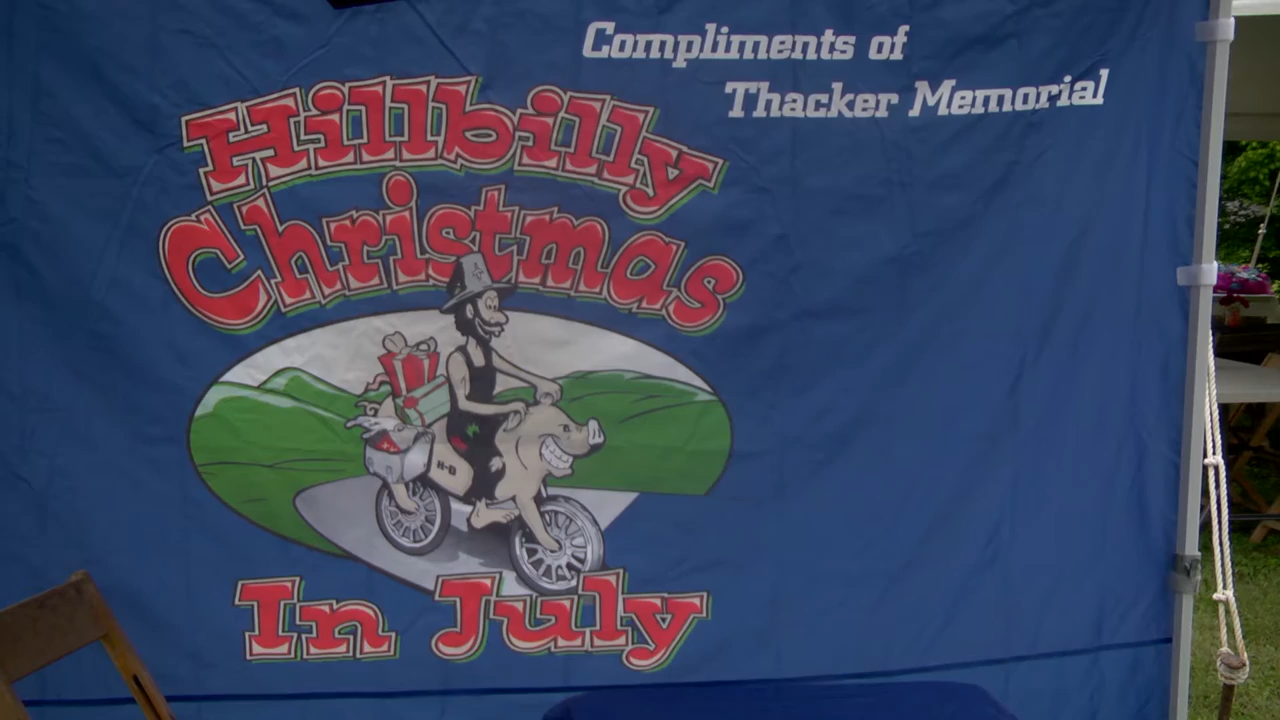 Compliments of
Thacker Memorial
Hillbilly
Christmas
H-D
In July